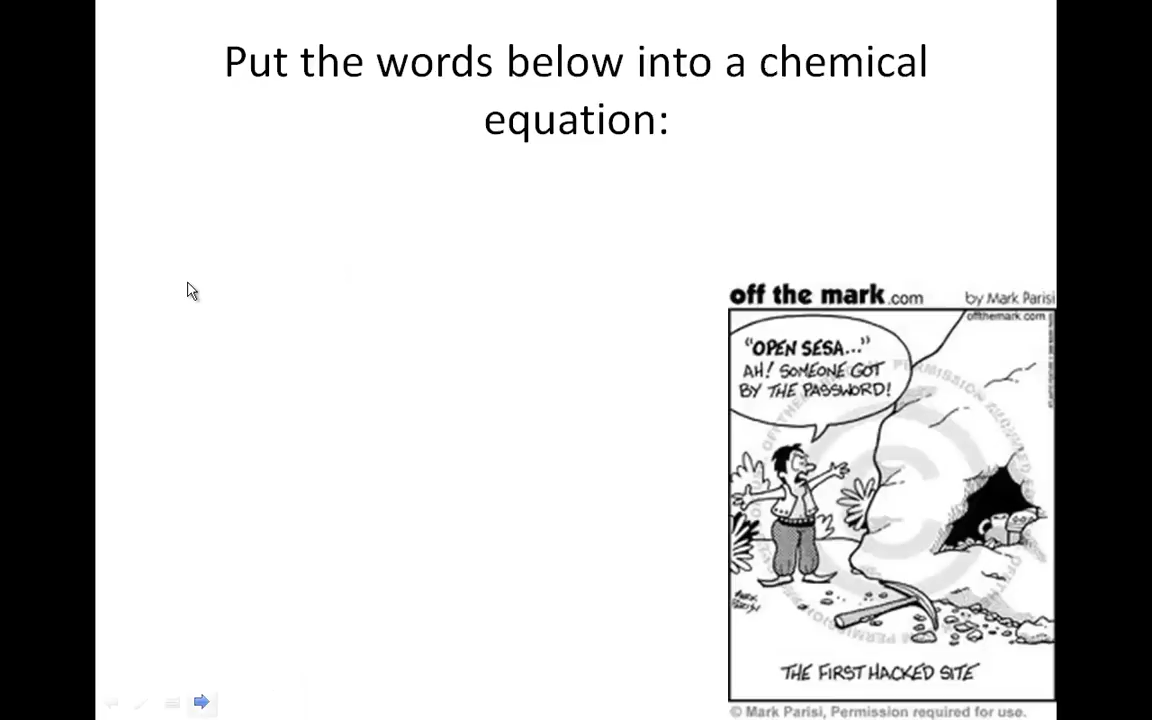 Put the words below into a chemical
equation:
off the mark.com by Mark Parisi
offthemark.com
"OPEN SESA..."
AH! SOMEONE GOT
BY THE PASSWORD!
THE FIRST HACKED SITE
© Mark Parisi, Permission required for use.